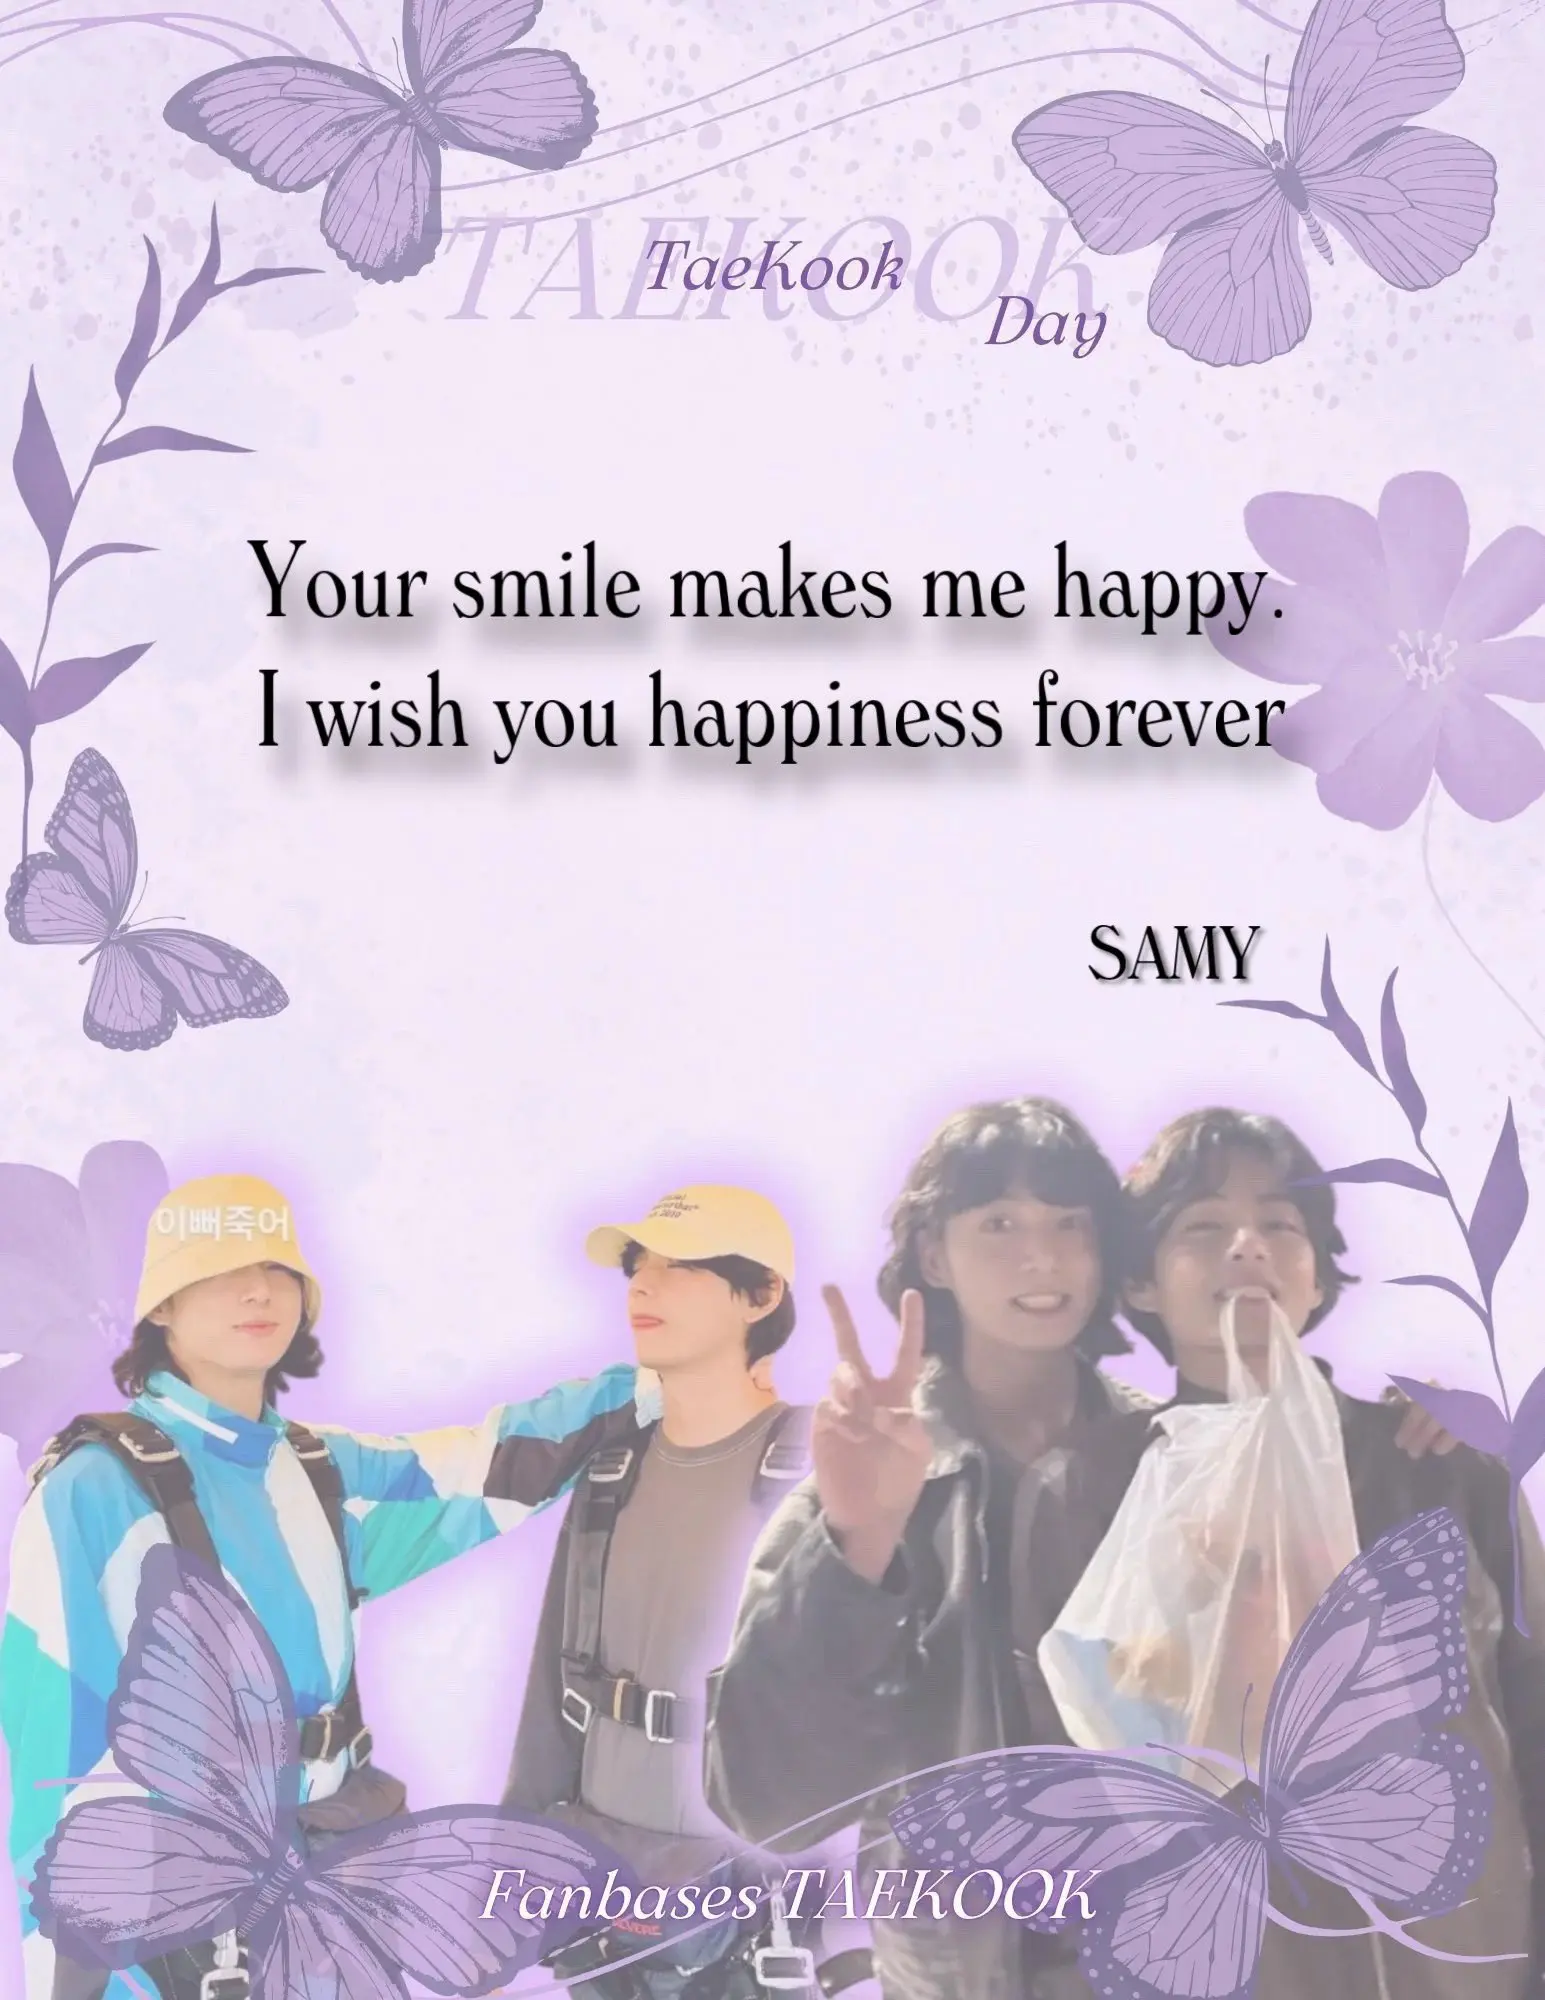 TAEKOOK
TaeKook
Day
Your smile makes me happy.
I wish you happiness forever
SAMY
이뻐죽어
Fanbases TAEKOOK